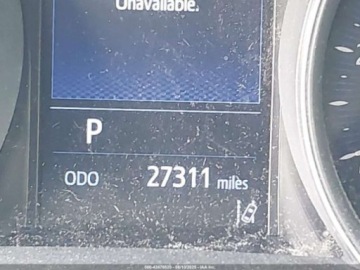 Unavailable.
P
ODO 27311 miles